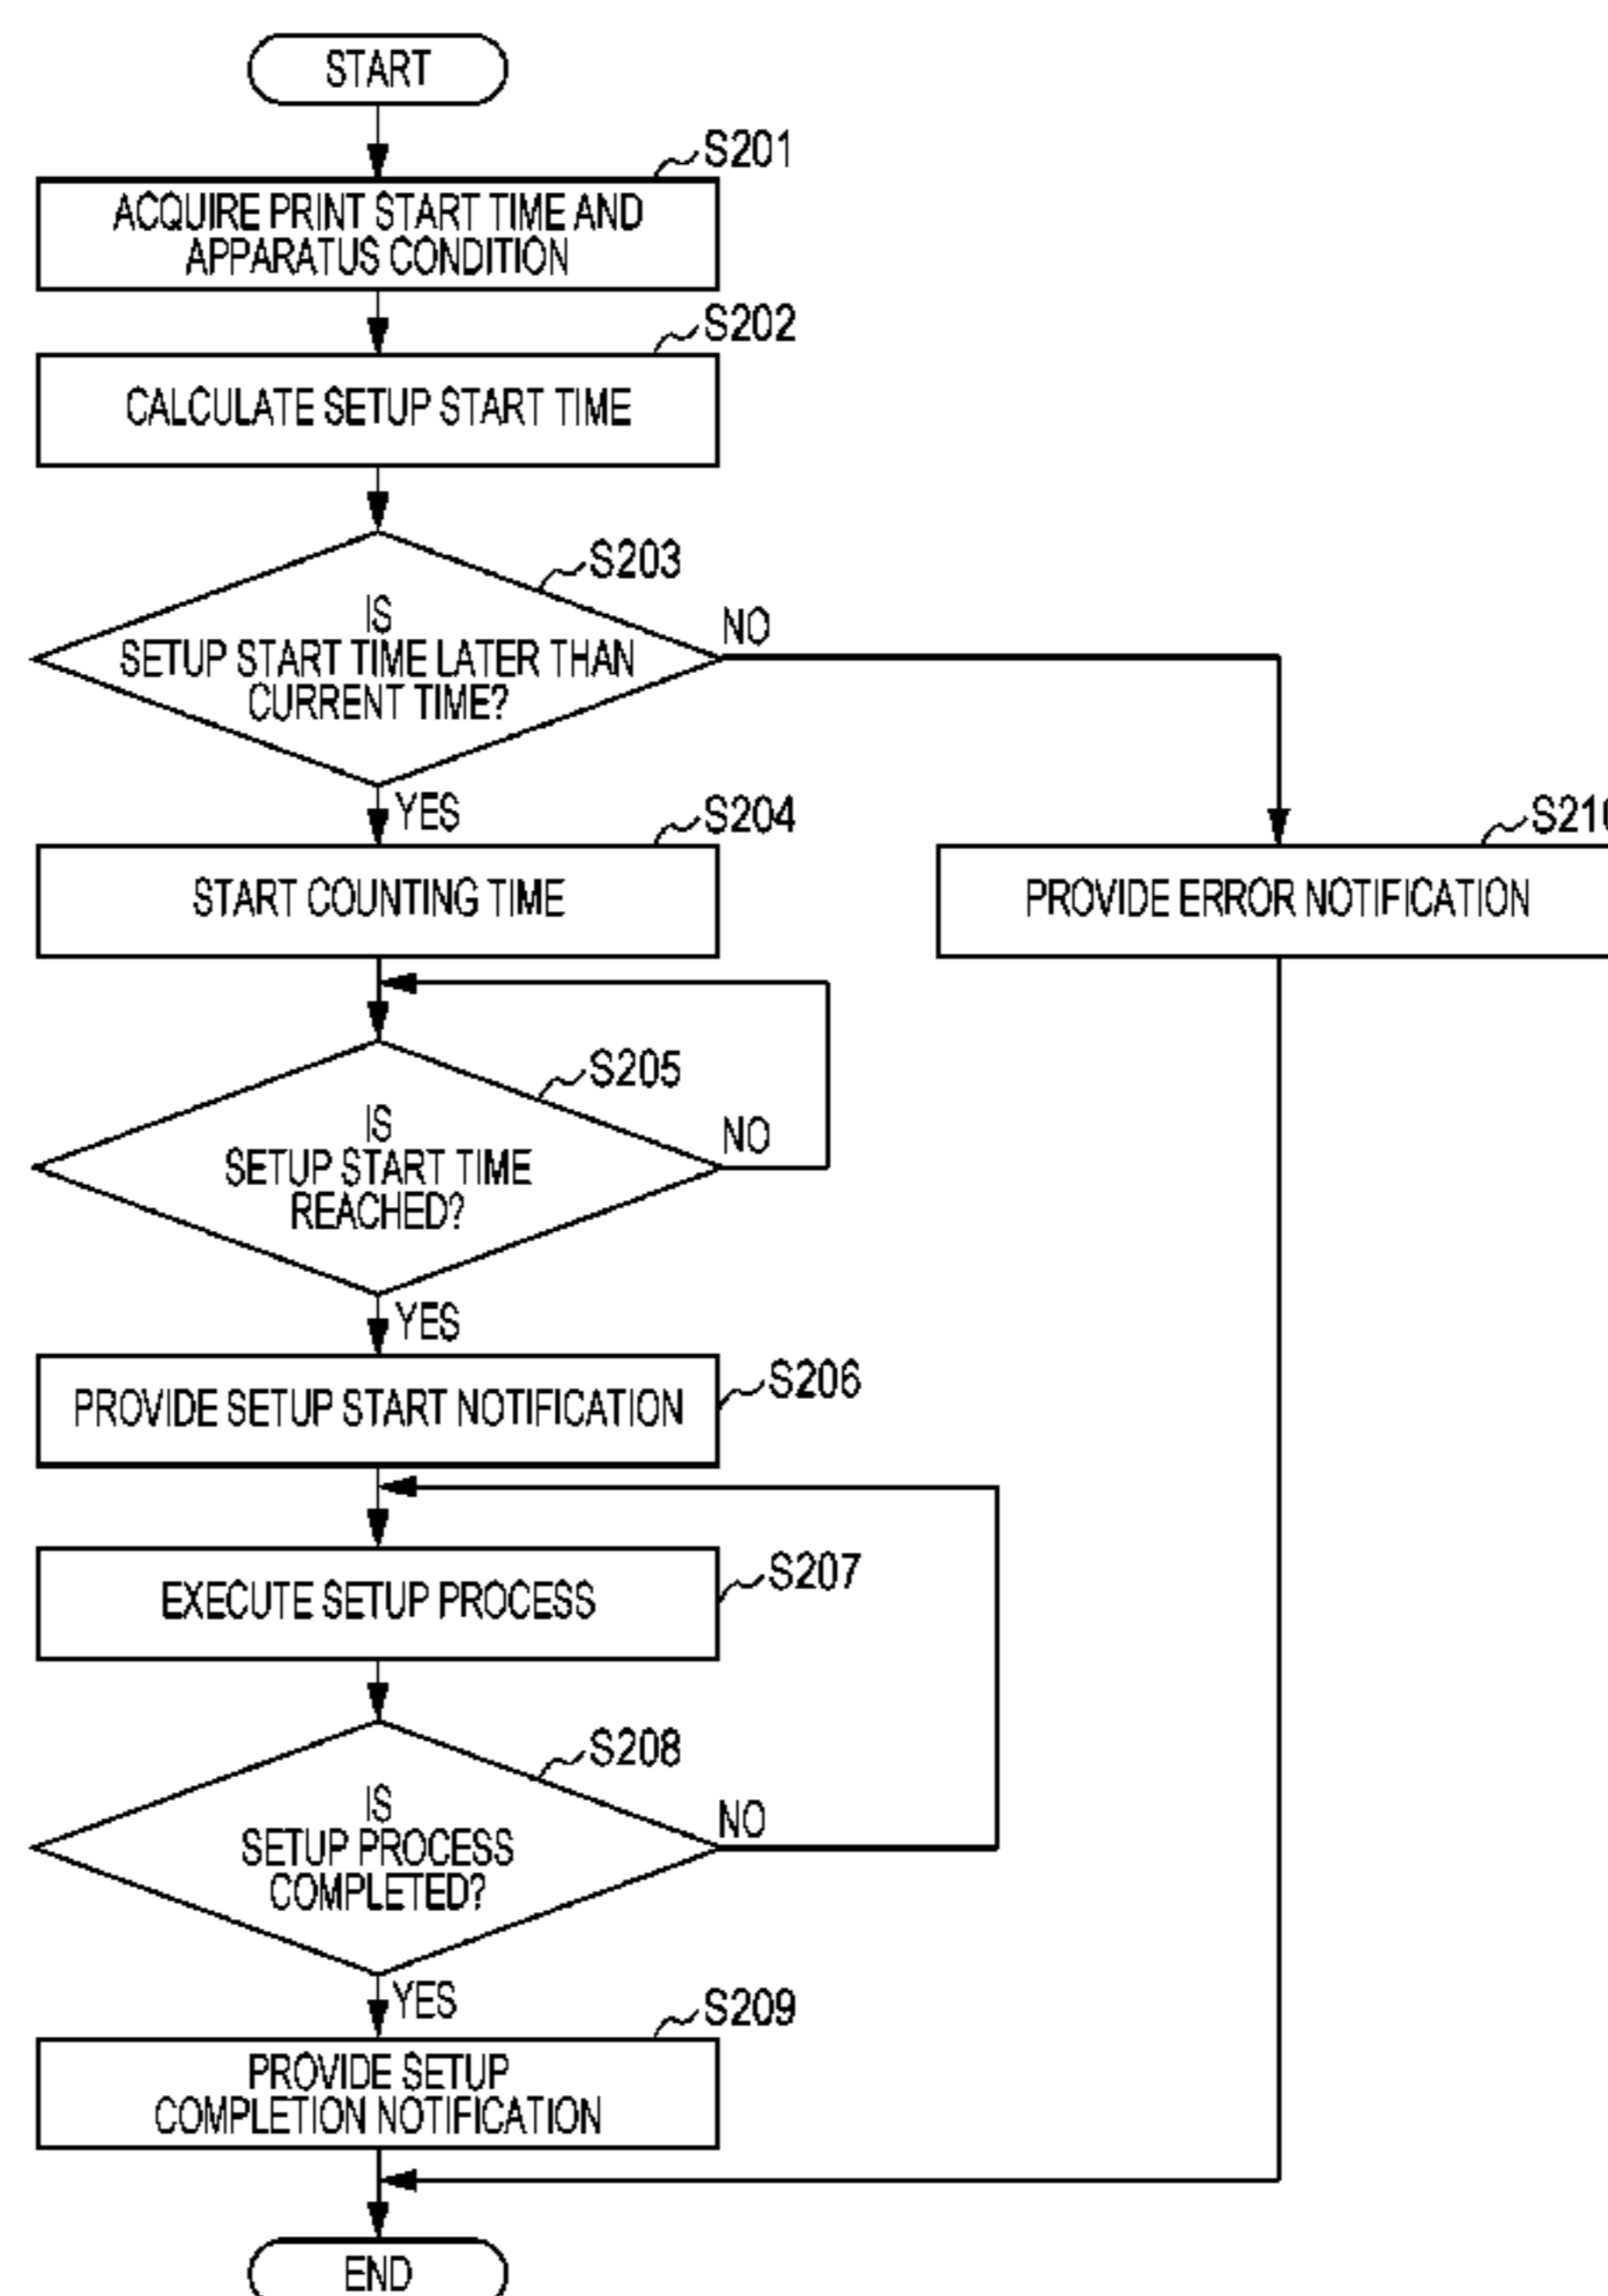 START
S201
ACQUIRE PRINT START TIME AND
APPARATUS CONDITION
S202
CALCULATE SETUP START TIME
S203
IS
SETUP START TIME LATER THAN
CURRENT TIME?
NO
YES
S204
START COUNTING TIME
S210
PROVIDE ERROR NOTIFICATION
S205
IS
SETUP START TIME
REACHED?
NO
YES
S206
PROVIDE SETUP START NOTIFICATION
S207
EXECUTE SETUP PROCESS
S208
IS
SETUP PROCESS
COMPLETED?
NO
YES
S209
PROVIDE SETUP
COMPLETION NOTIFICATION
END